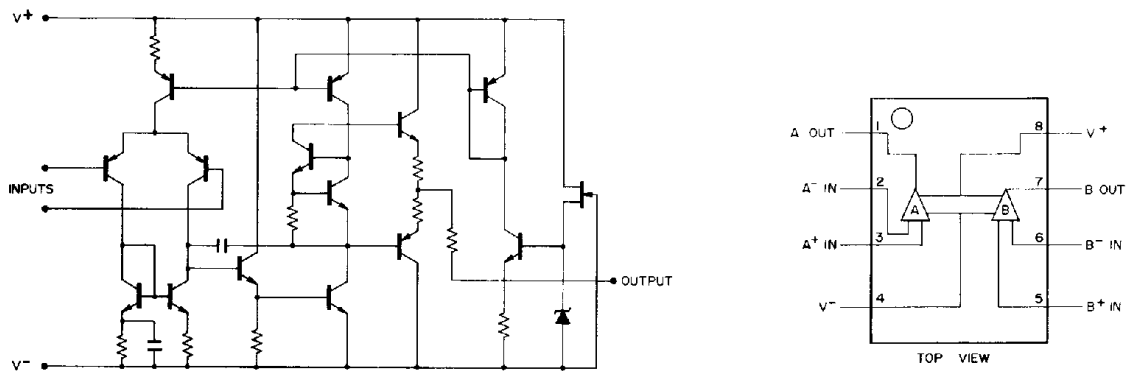 V+
INPUTS
V-
OUTPUT
A OUT 1 8 V+
A- IN 2 7 B OUT
A B
A+ IN 3 6 B- IN
V- 4 5 B+ IN
TOP VIEW